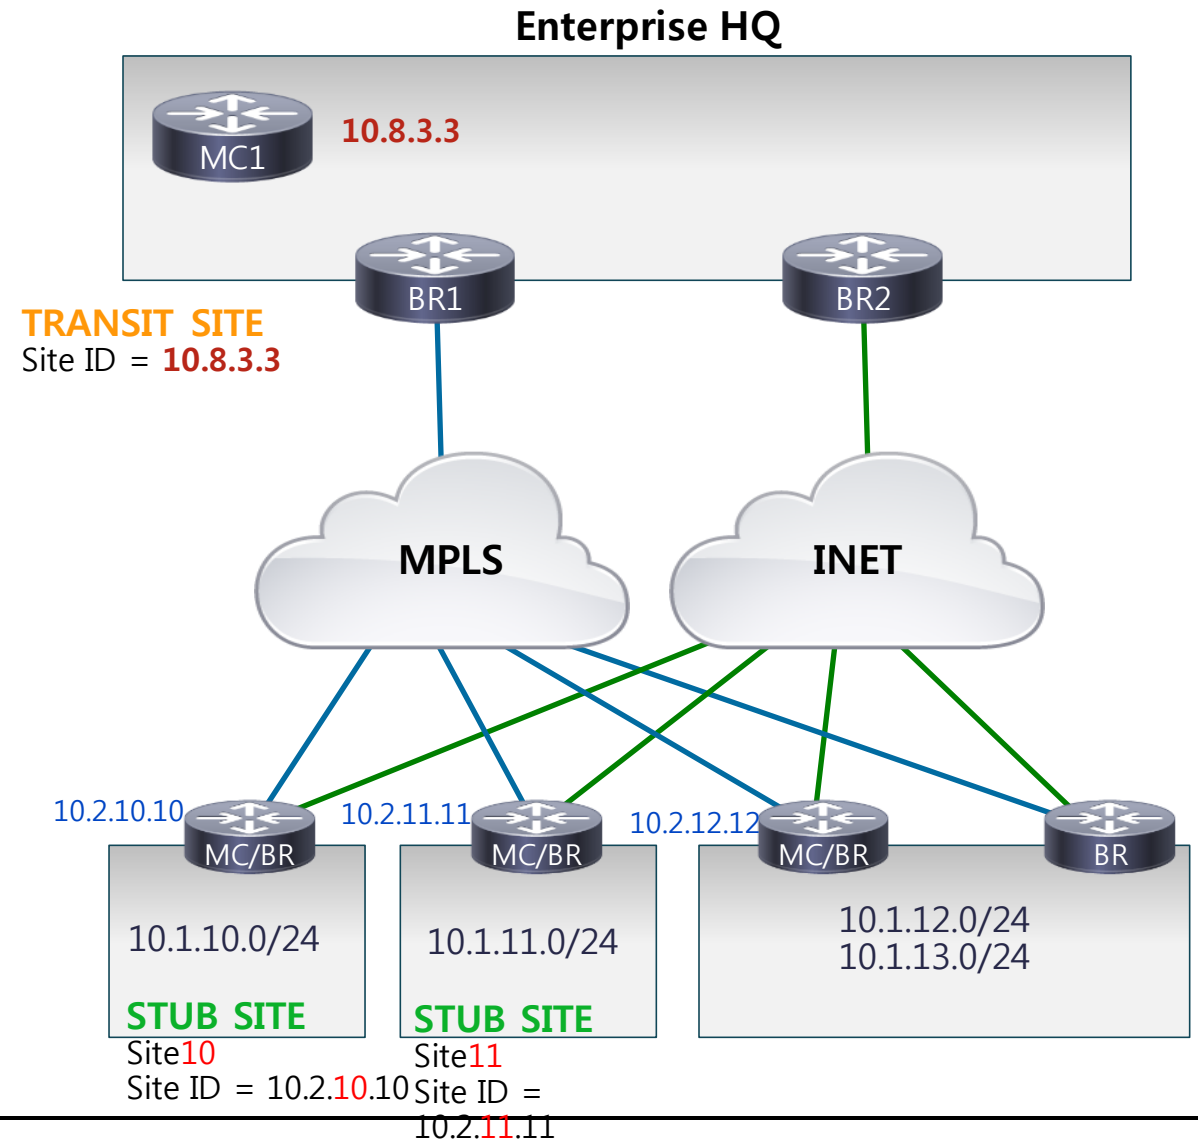 Enterprise HQ
MC1
10.8.3.3
BR1
BR2
TRANSIT SITE
Site ID = 10.8.3.3
MPLS
INET
10.2.10.10
MC/BR
10.2.11.11
MC/BR
10.2.12.12
MC/BR
BR
10.1.10.0/24
10.1.11.0/24
10.1.12.0/24
10.1.13.0/24
STUB SITE
Site10
Site ID = 10.2.10.10
STUB SITE
Site11
Site ID =
10.2.11.11